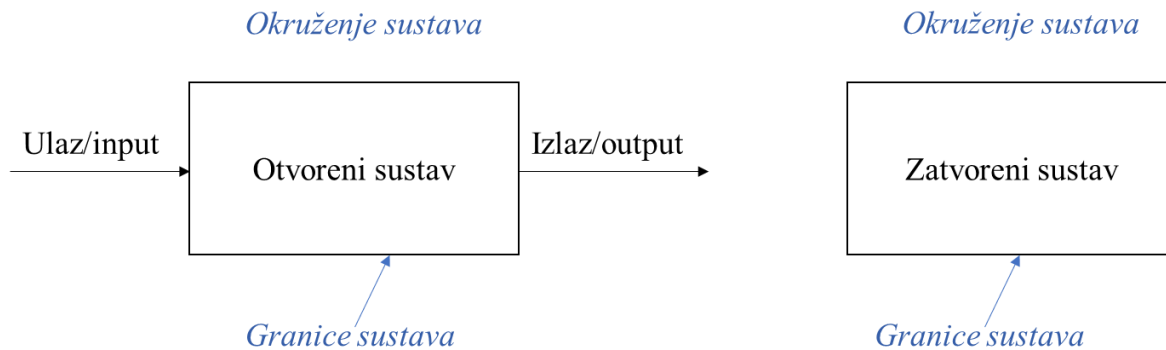 Okruženje sustava
Okruženje sustava
Ulaz/input
Otvoreni sustav
Izlaz/output
Zatvoreni sustav
Granice sustava
Granice sustava